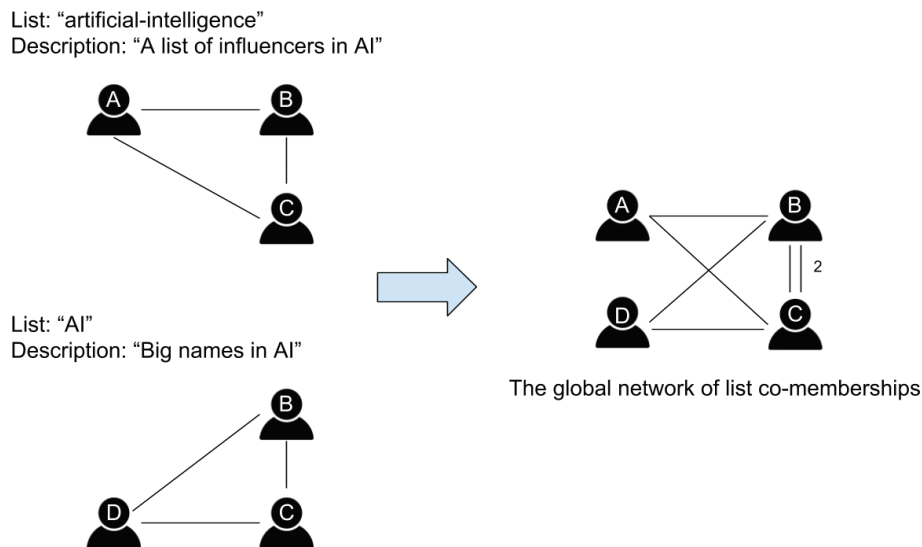 List: “artificial-intelligence”
Description: “A list of influencers in AI”
A
B
C
List: “AI”
Description: “Big names in AI”
B
D
C
A
B
2
D
C
The global network of list co-memberships